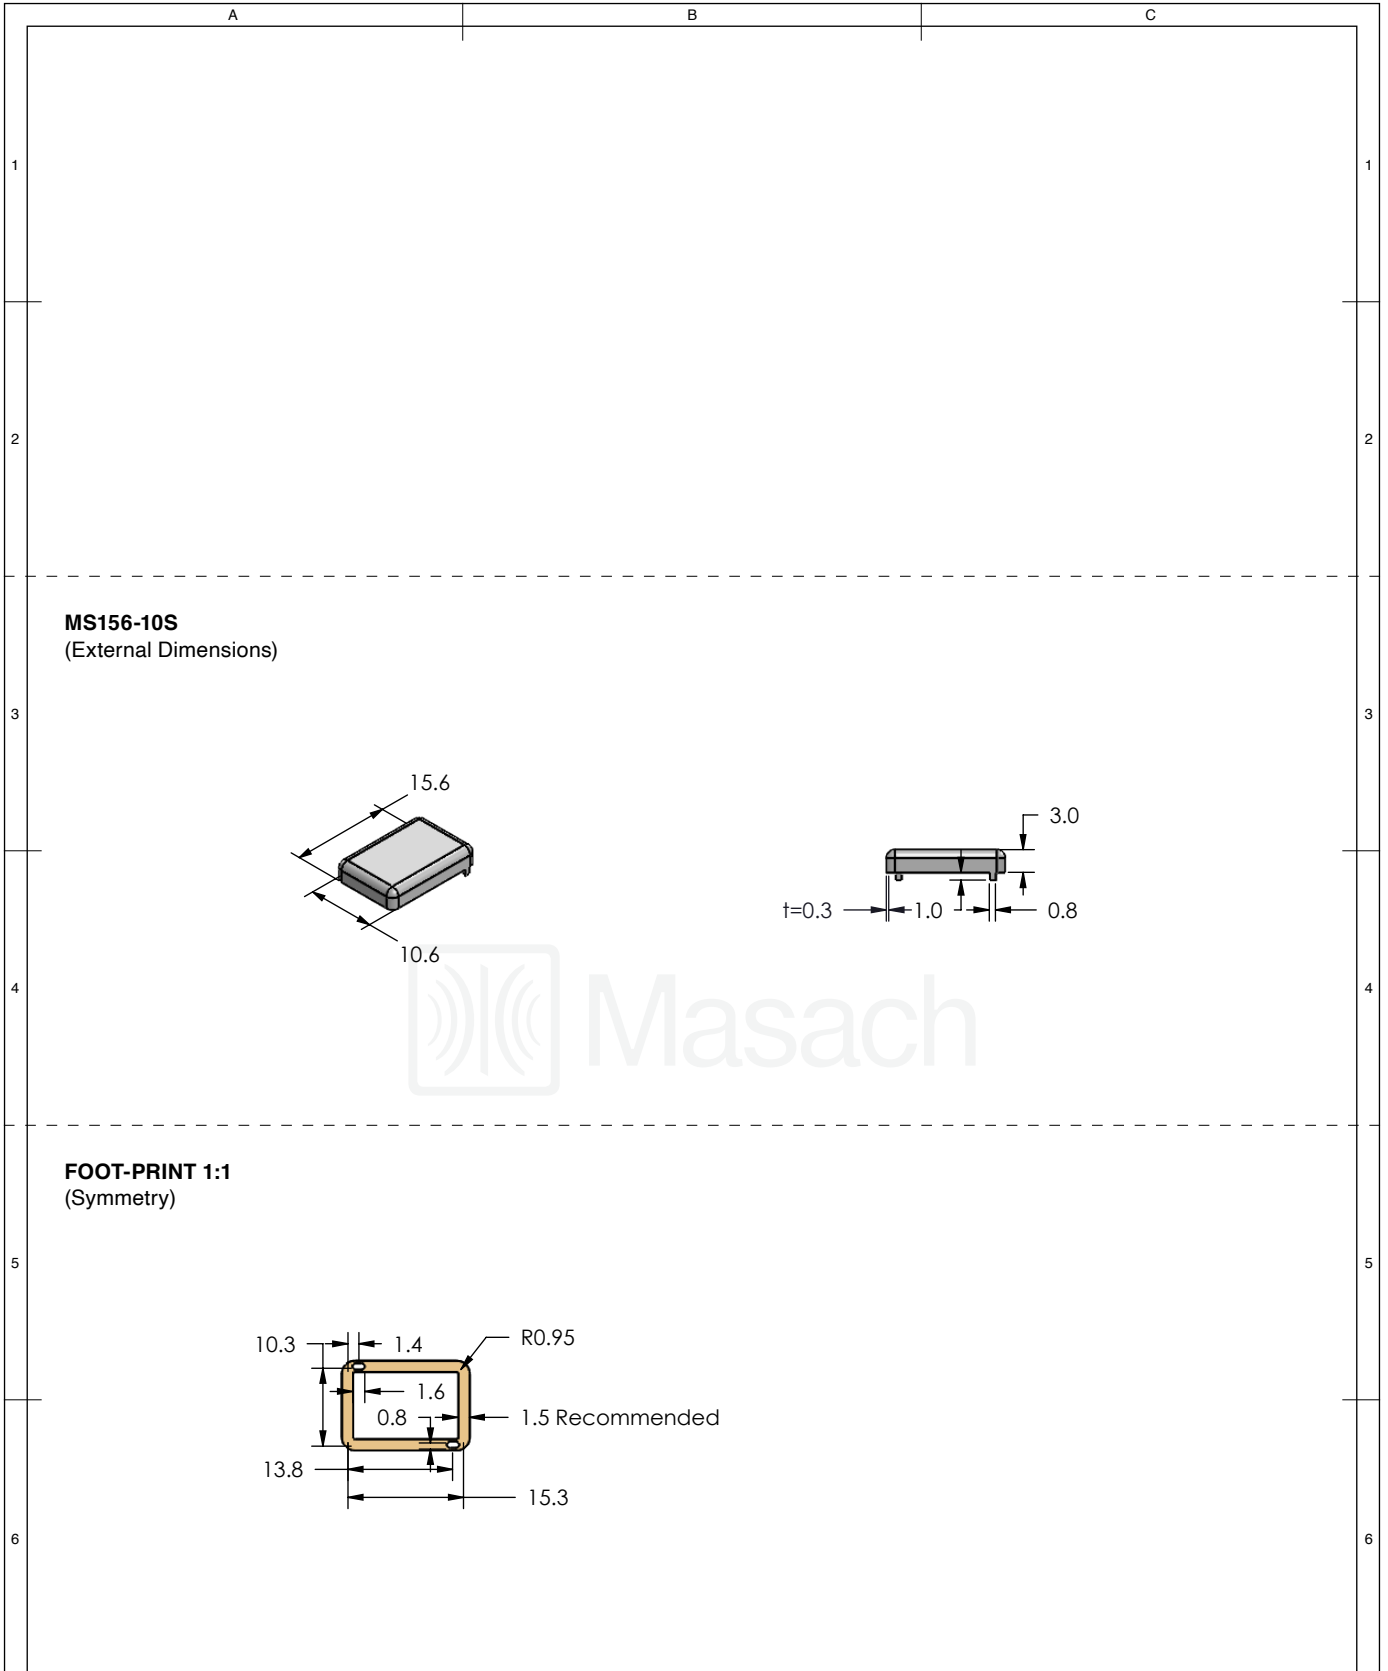 A
B
C
1
1
2
2
MS156-10S
(External Dimensions)
3
3
15.6
10.6
3.0
t=0.3
1.0
0.8
Masach
4
4
FOOT-PRINT 1:1
(Symmetry)
5
5
10.3
1.4
R0.95
1.6
0.8
1.5 Recommended
13.8
15.3
6
6